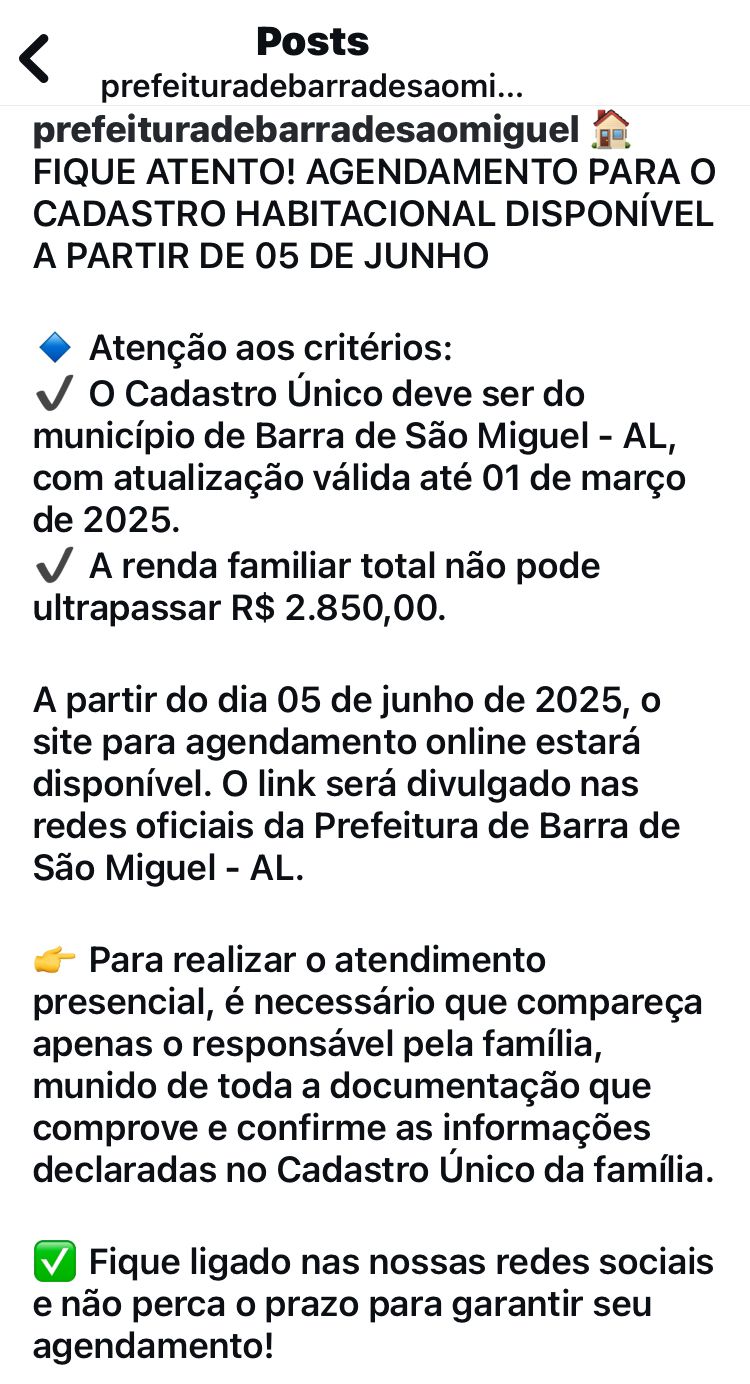 Posts
prefeituradebarradesaomi...
prefeituradebarradesaomiguel 🏠
FIQUE ATENTO! AGENDAMENTO PARA O
CADASTRO HABITACIONAL DISPONÍVEL
A PARTIR DE 05 DE JUNHO
🔹 Atenção aos critérios:
✔️ O Cadastro Único deve ser do
município de Barra de São Miguel - AL,
com atualização válida até 01 de março
de 2025.
✔️ A renda familiar total não pode
ultrapassar R$ 2.850,00.
A partir do dia 05 de junho de 2025, o
site para agendamento online estará
disponível. O link será divulgado nas
redes oficiais da Prefeitura de Barra de
São Miguel - AL.
👉 Para realizar o atendimento
presencial, é necessário que compareça
apenas o responsável pela família,
munido de toda a documentação que
comprove e confirme as informações
declaradas no Cadastro Único da família.
✅ Fique ligado nas nossas redes sociais
e não perca o prazo para garantir seu
agendamento!